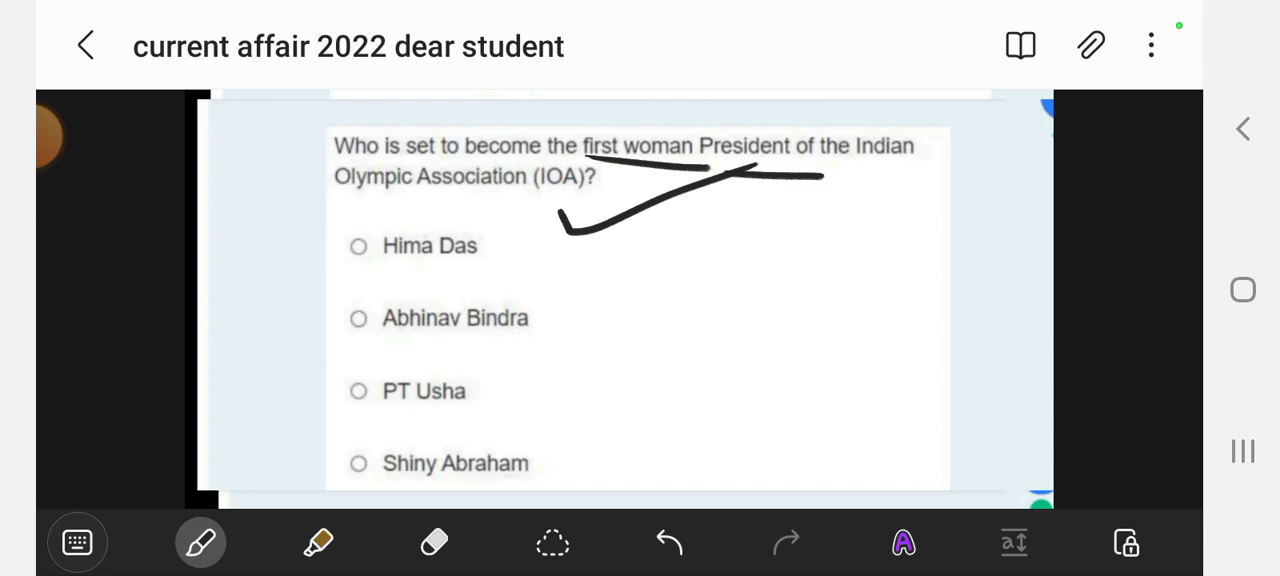 current affair 2022 dear student
Who is set to become the first woman President of the Indian
Olympic Association (IOA)?
Hima Das
Abhinav Bindra
PT Usha
Shiny Abraham
A
a